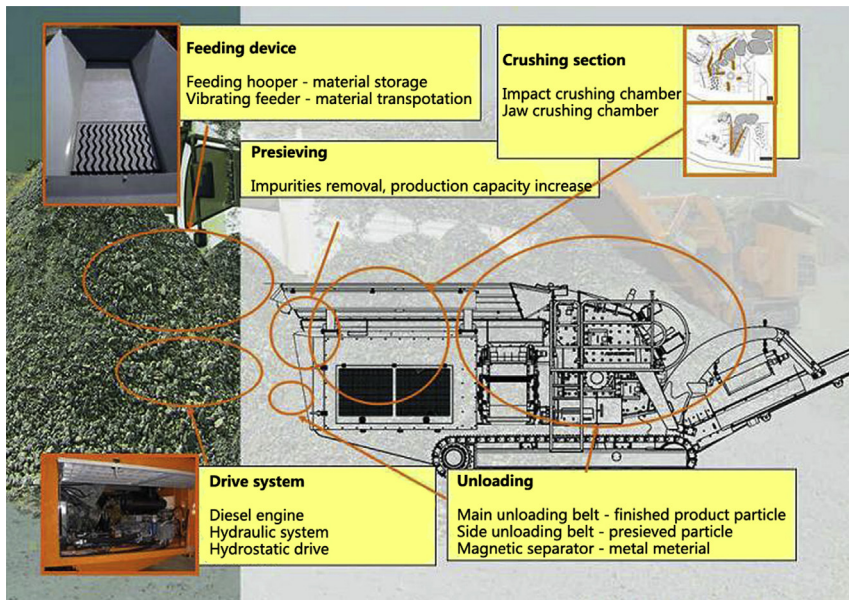 Feeding device
Feeding hooper - material storage
Vibrating feeder - material transpotation
Crushing section
Impact crushing chamber
Jaw crushing chamber
Presieving
Impurities removal, production capacity increase
Drive system
Diesel engine
Hydraulic system
Hydrostatic drive
Unloading
Main unloading belt - finished product particle
Side unloading belt - presieved particle
Magnetic separator - metal meterial